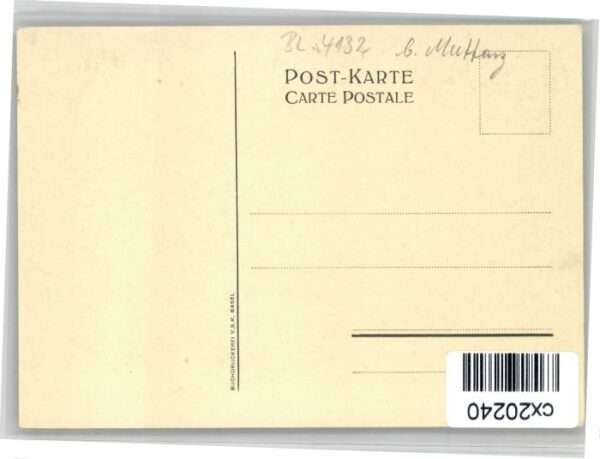 BL 4132 b. Muttenz
POST-KARTE
CARTE POSTALE
BUCHDRUCKEREI V.S.K. BASEL
cx20240